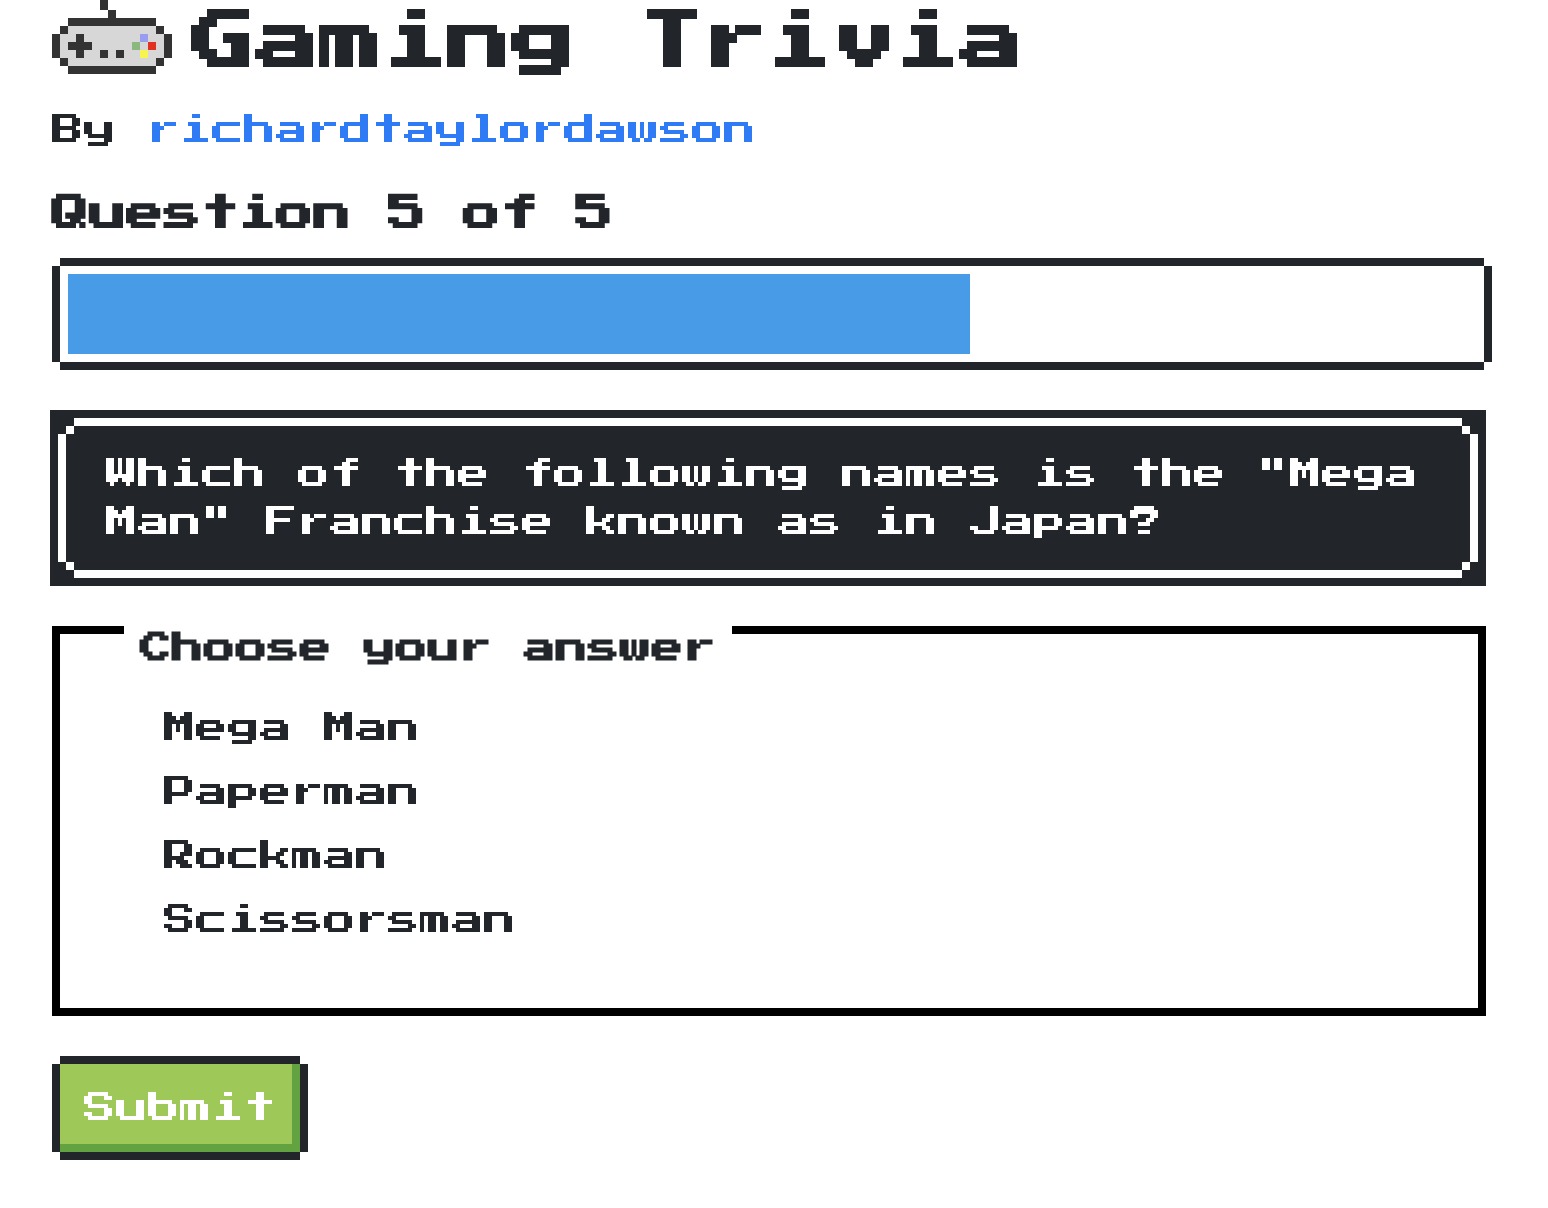 Gaming Trivia
By richardtaylordawson
Question 5 of 5
Which of the following names is the "Mega
Man" Franchise known as in Japan?
Choose your answer
Mega Man
Paperman
Rockman
Scissorsman
Submit